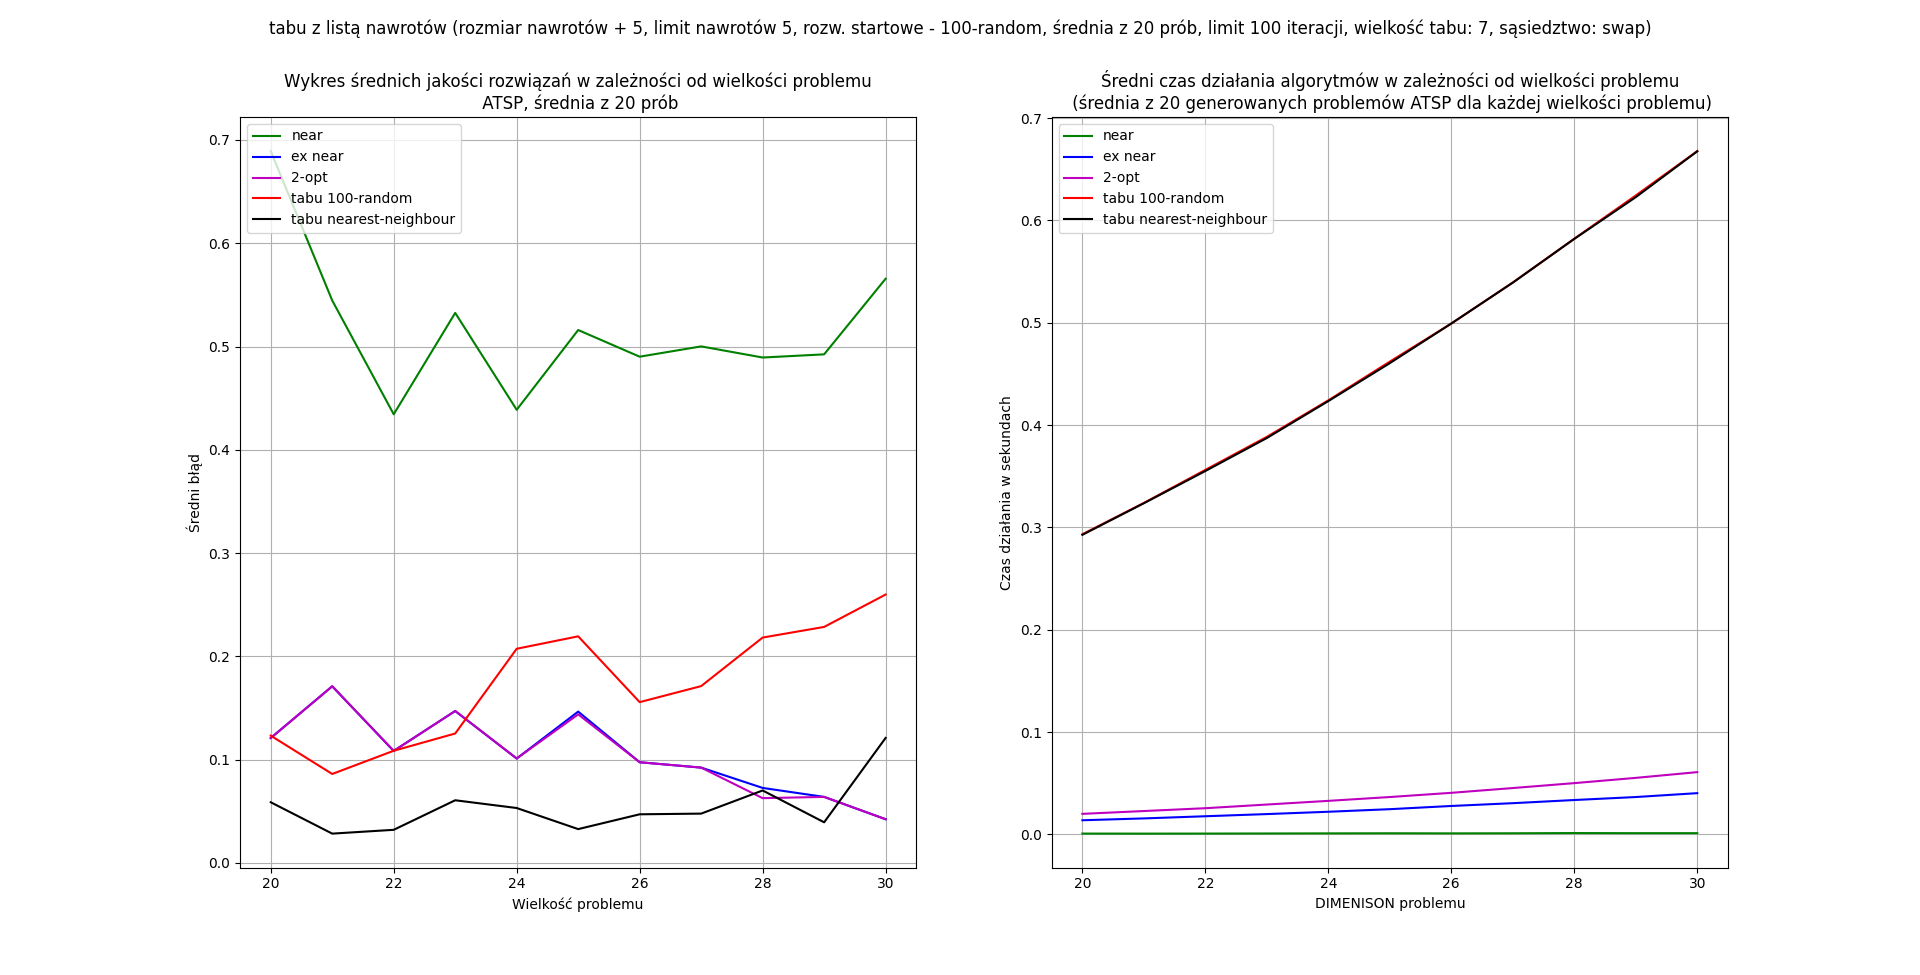 tabu z listą nawrotów (rozmiar nawrotów + 5, limit nawrotów 5, rozw. startowe - 100-random, średnia z 20 prób, limit 100 iteracji, wielkość tabu: 7, sąsiedztwo: swap)
Wykres średnich jakości rozwiązań w zależności od wielkości problemu
ATSP, średnia z 20 prób
near
ex near
2-opt
tabu 100-random
tabu nearest-neighbour
0.7
0.6
0.5
0.4
0.3
0.2
0.1
0.0
Średni błąd
20 22 24 26 28 30
Wielkość problemu
Średni czas działania algorytmów w zależności od wielkości problemu
(średnia z 20 generowanych problemów ATSP dla każdej wielkości problemu)
near
ex near
2-opt
tabu 100-random
tabu nearest-neighbour
0.7
0.6
0.5
0.4
0.3
0.2
0.1
0.0
Czas działania w sekundach
20 22 24 26 28 30
DIMENISON problemu